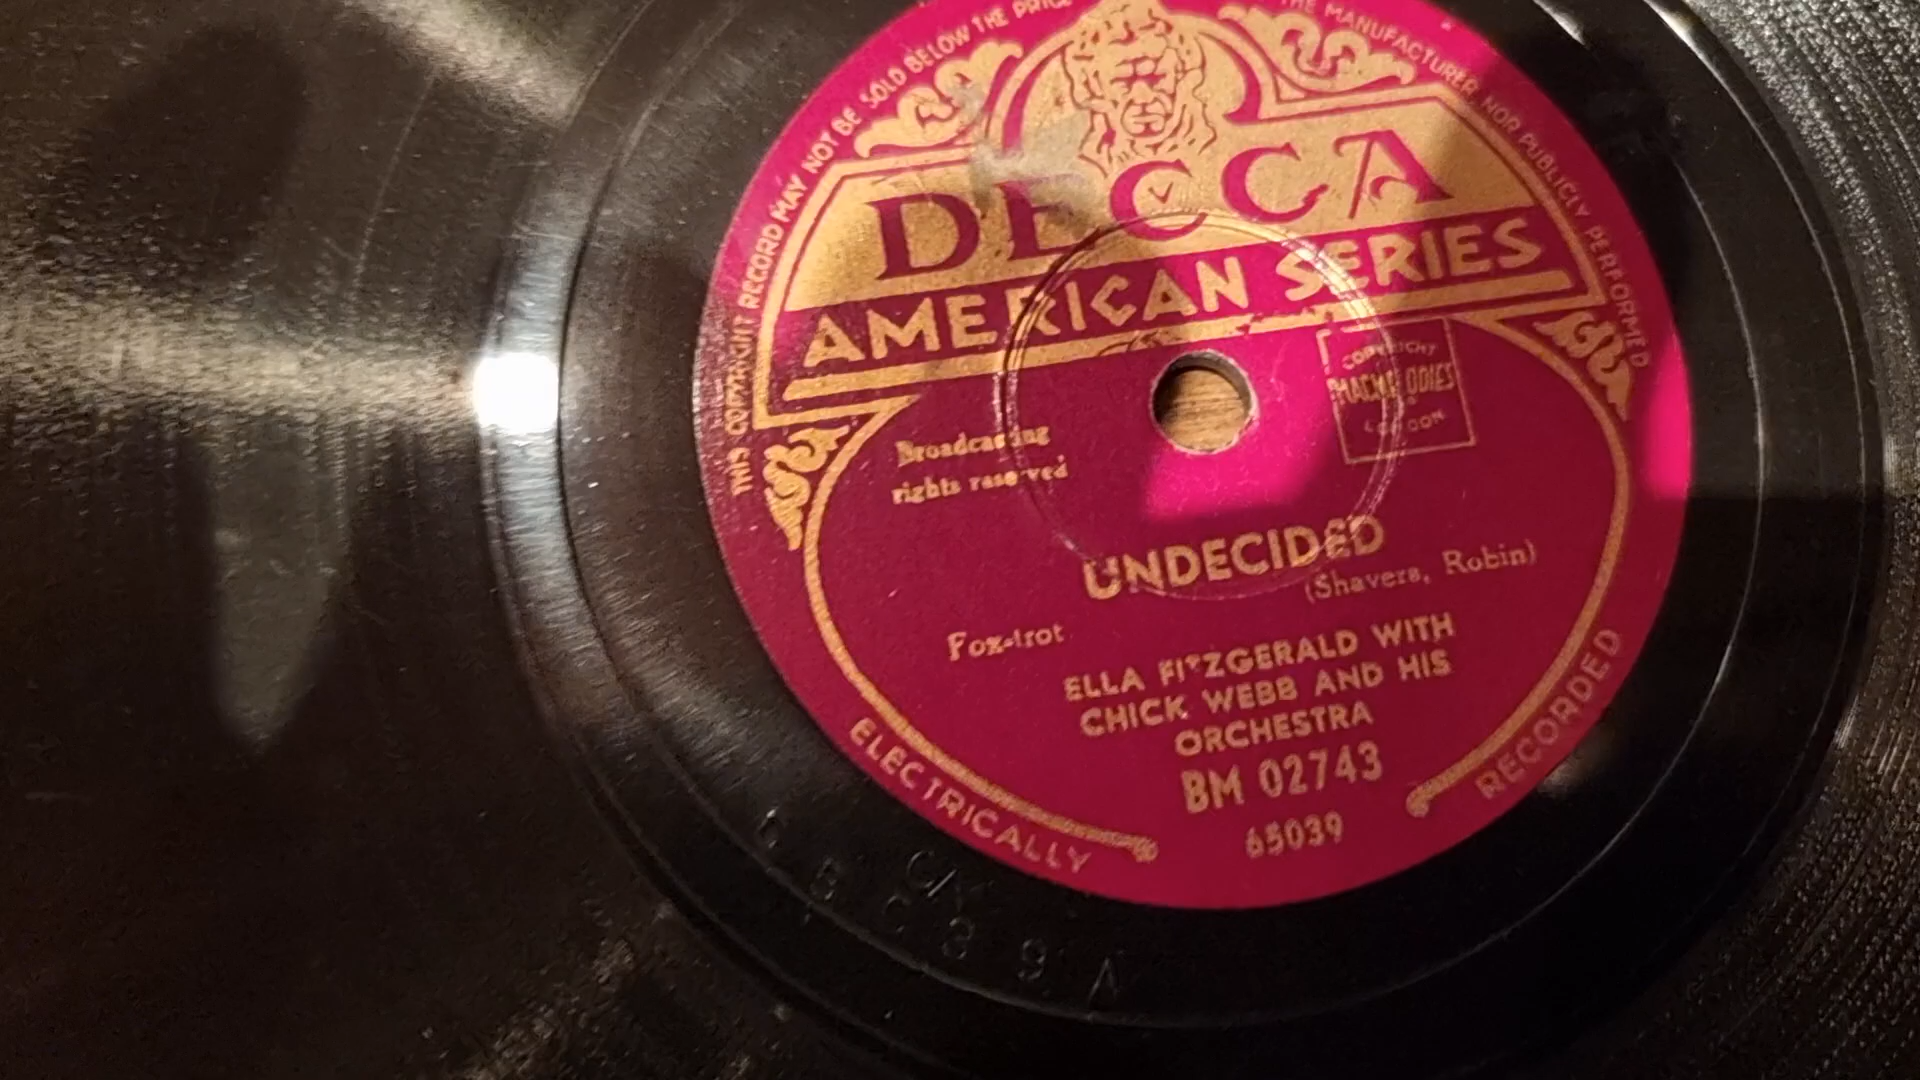 THIS COPYRIGHT RECORD MAY NOT BE SOLD BELOW THE PRICE
THE MANUFACTURER NOR PUBLICLY PERFORMED
DECCA
AMERICAN SERIES
COPYRIGHT
LONDON
Broadcasting
rights reserved
UNDECIDED
(Shavers, Robin)
Fox-trot
ELLA FITZGERALD WITH
CHICK WEBB AND HIS
ORCHESTRA
BM 02743
65039
ELECTRICALLY
RECORDED